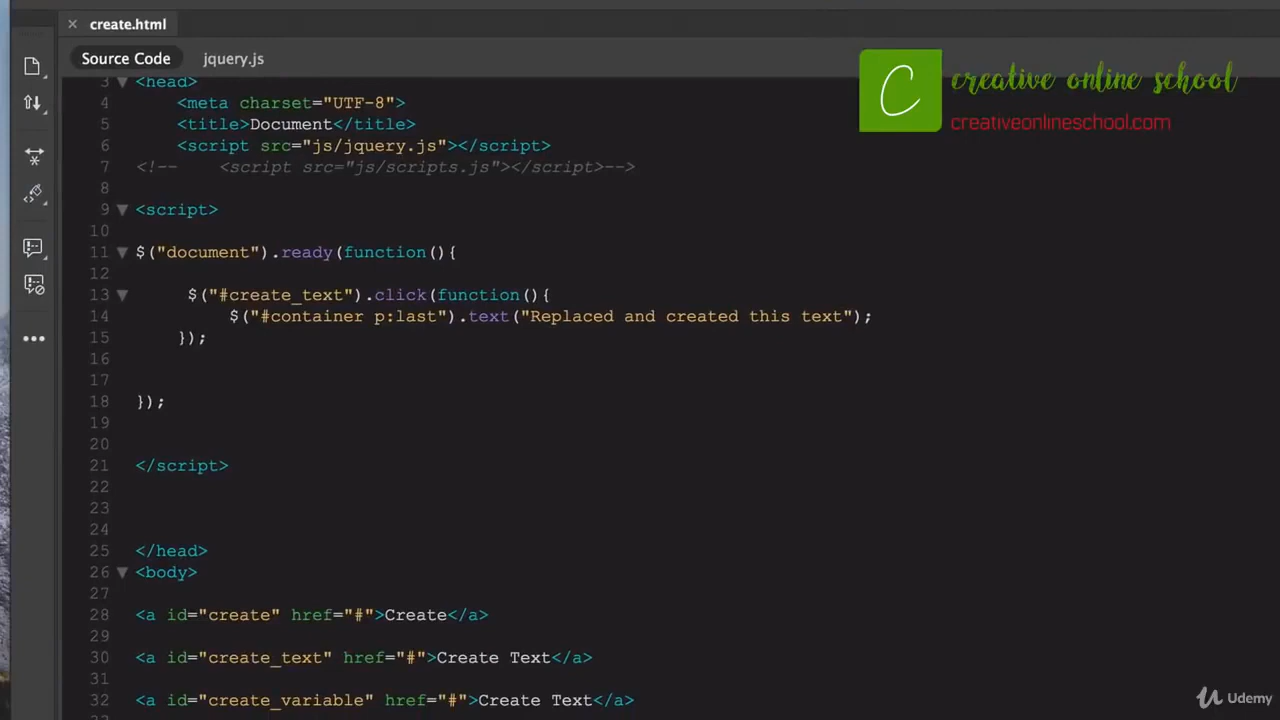 create.html
Source Code jquery.js
C creative online school
creativeonlineschool.com
3 <head>
4 <meta charset="UTF-8">
5 <title>Document</title>
6 <script src="js/jquery.js"></script>
7 <!-- <script src="js/scripts.js"></script>-->
8
9 <script>
10
11 $("document").ready(function(){
12
13 $("#create_text").click(function(){
14 $("#container p:last").text("Replaced and created this text");
15 });
16
17
18 });
19
20
21 </script>
22
23
24
25 </head>
26 <body>
27
28 <a id="create" href="#">Create</a>
29
30 <a id="create_text" href="#">Create Text</a>
31
32 <a id="create_variable" href="#">Create Text</a>
33
Udemy